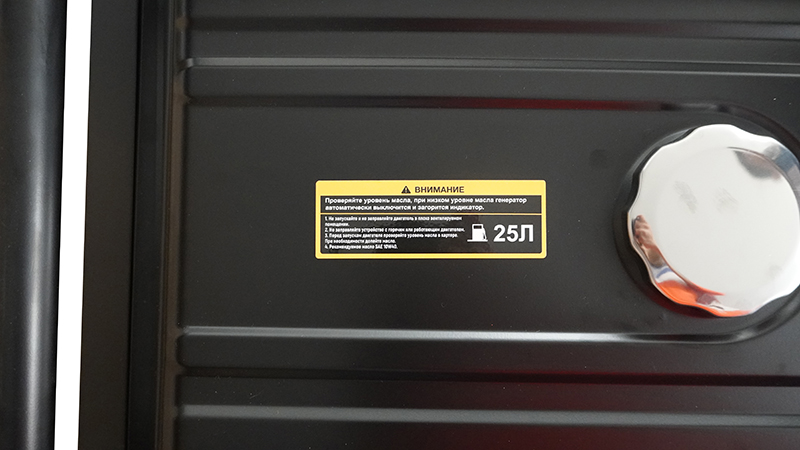 ВНИМАНИЕ
Проверяйте уровень масла, при низком уровне масла генератор
автоматически выключится и загорится индикатор.
1. Не запускайте и не заправляйте двигатель в плохо вентилируемом
помещении.
2. Не заправляйте устройство с горячим или работающим двигателем.
3. Перед запуском двигателя проверяйте уровень масла в картере.
При необходимости долейте масло.
4. Рекомендуемое масло SAE 10W40.
25Л